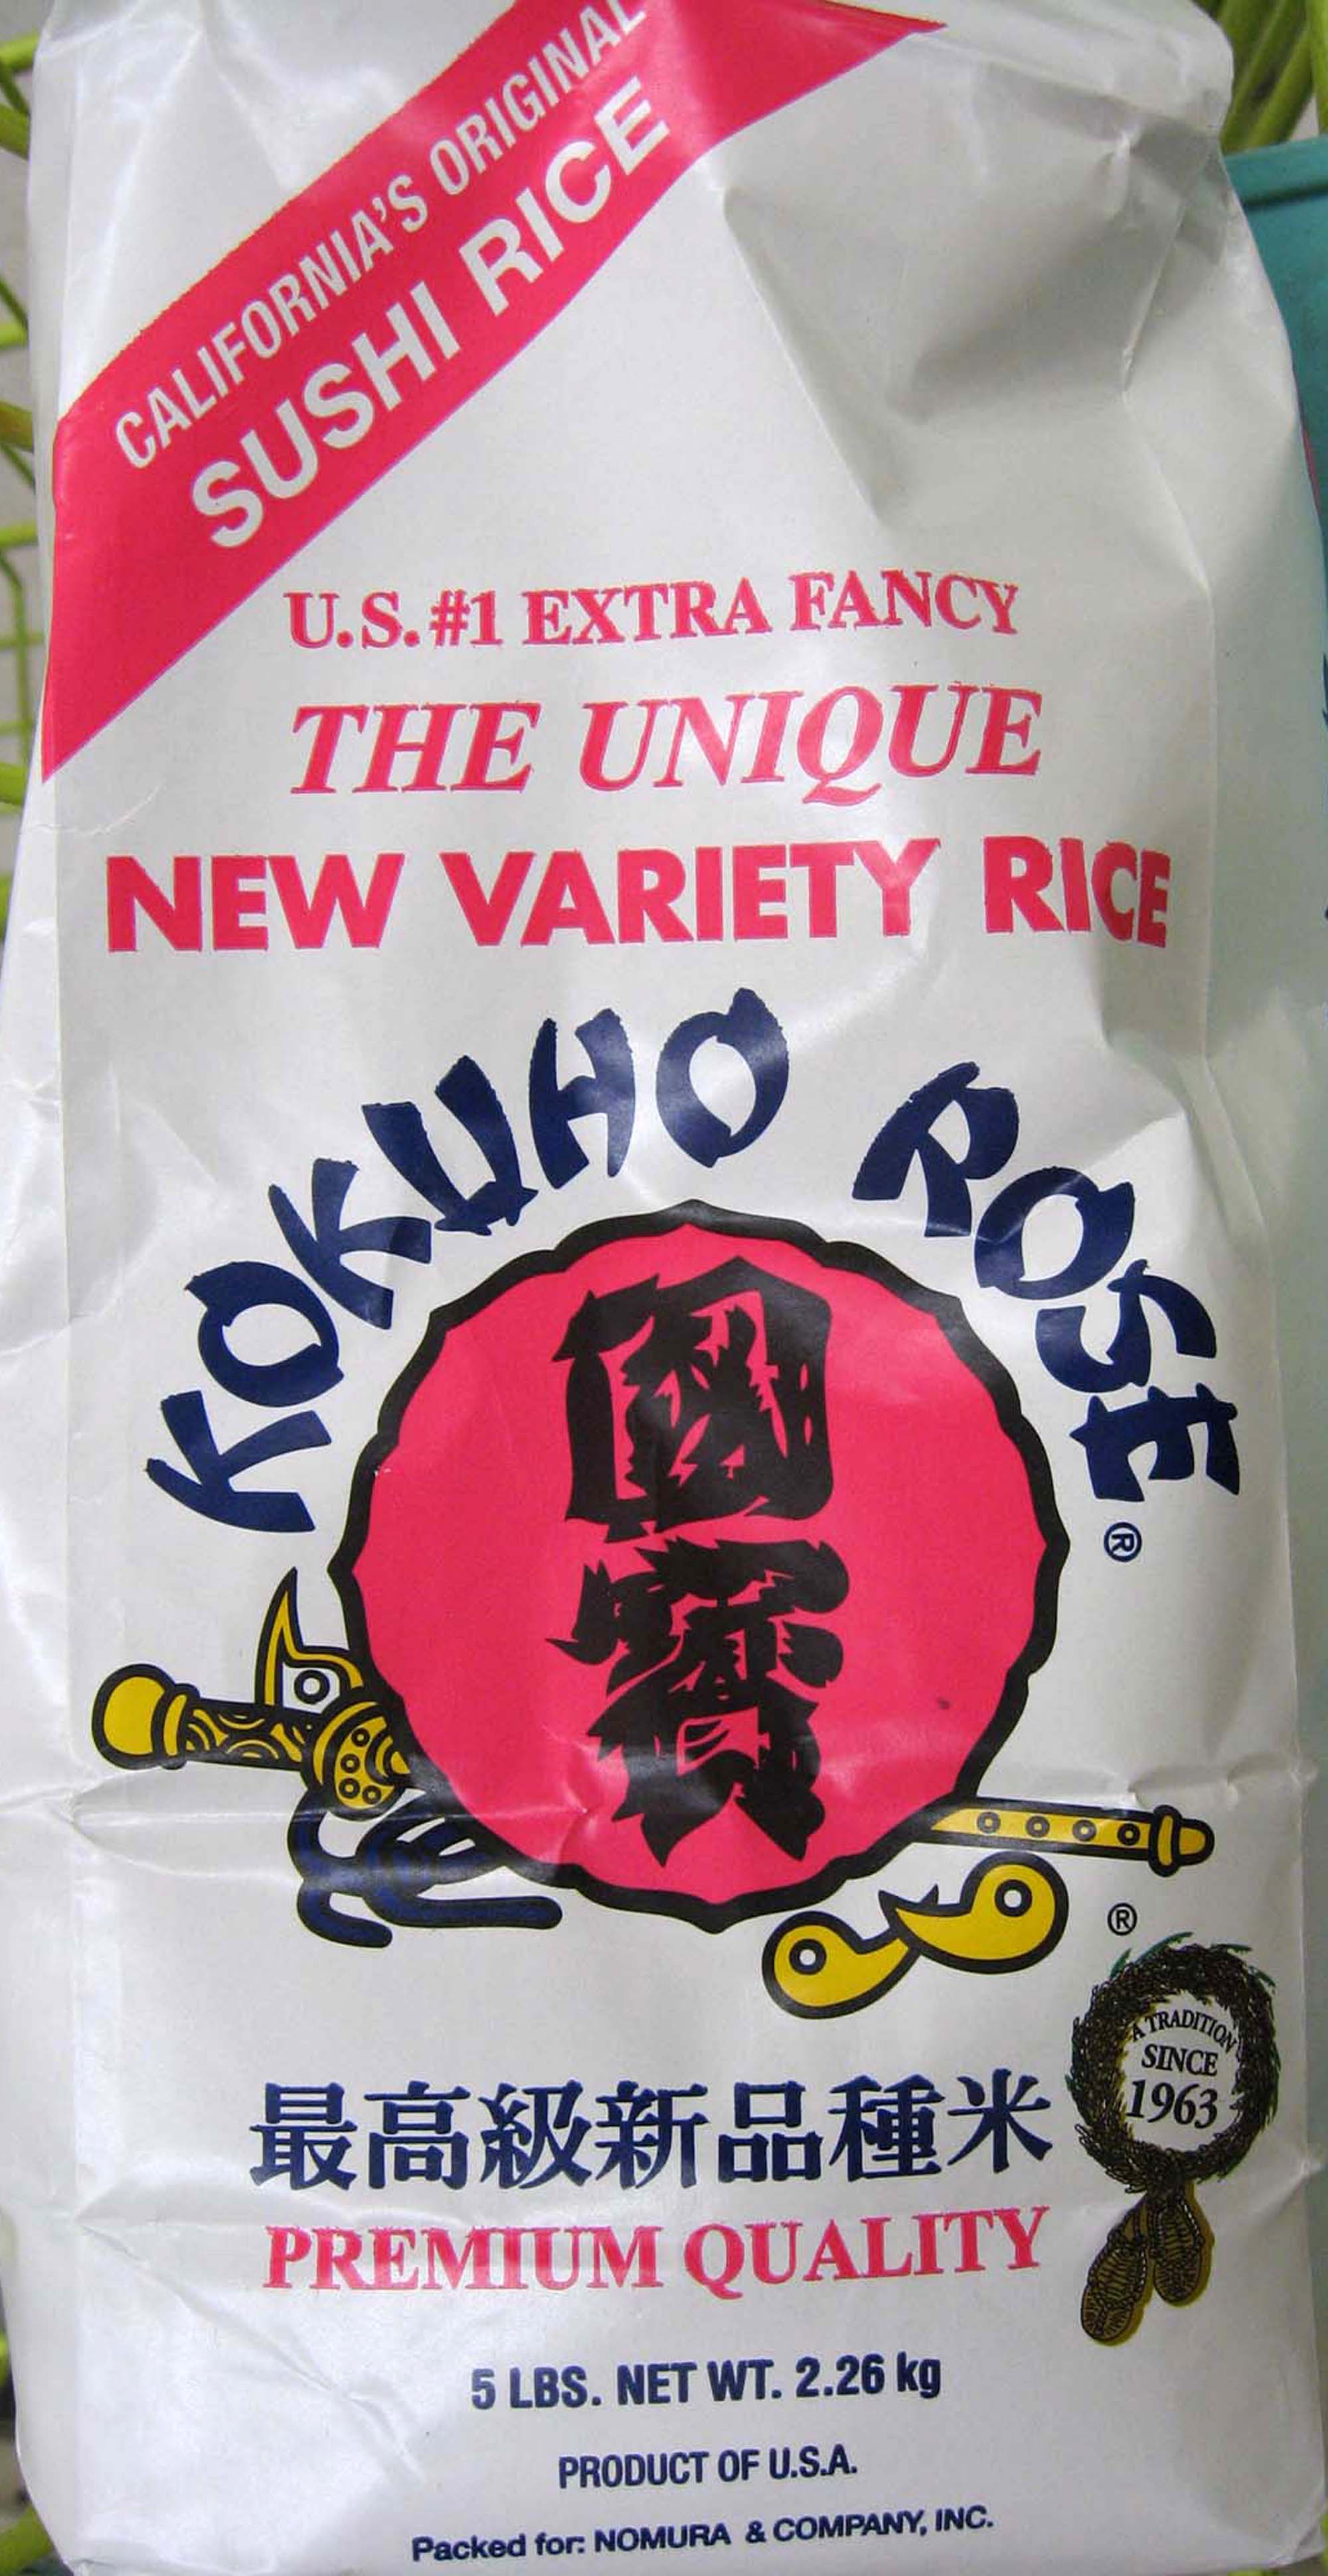 CALIFORNIA'S ORIGINAL
SUSHI RICE
U.S. #1 EXTRA FANCY
THE UNIQUE
NEW VARIETY RICE
KOKUHO ROSE®
國寶
®
A TRADITION
SINCE
1963
最高級新品種米
PREMIUM QUALITY
5 LBS. NET WT. 2.26 kg
PRODUCT OF U.S.A.
Packed for: NOMURA & COMPANY, INC.